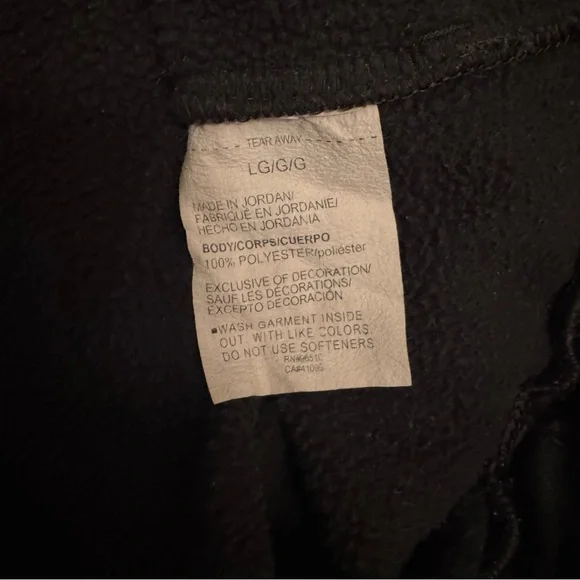 TEAR AWAY
LG/G/G
MADE IN JORDAN/
FABRIQUÉ EN JORDANIE/
HECHO EN JORDANIA
BODY/CORPS/CUERPO
100% POLYESTER/poliéster
EXCLUSIVE OF DECORATION/
SAUF LES DÉCORATIONS/
EXCEPTO DECORACIÓN
▪WASH GARMENT INSIDE
OUT. WITH LIKE COLORS.
DO NOT USE SOFTENERS